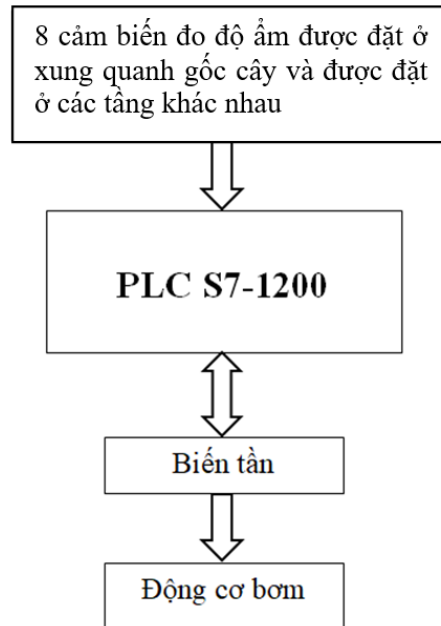 8 cảm biến đo độ ẩm được đặt ở
xung quanh gốc cây và được đặt
ở các tầng khác nhau
PLC S7-1200
Biến tần
Động cơ bơm